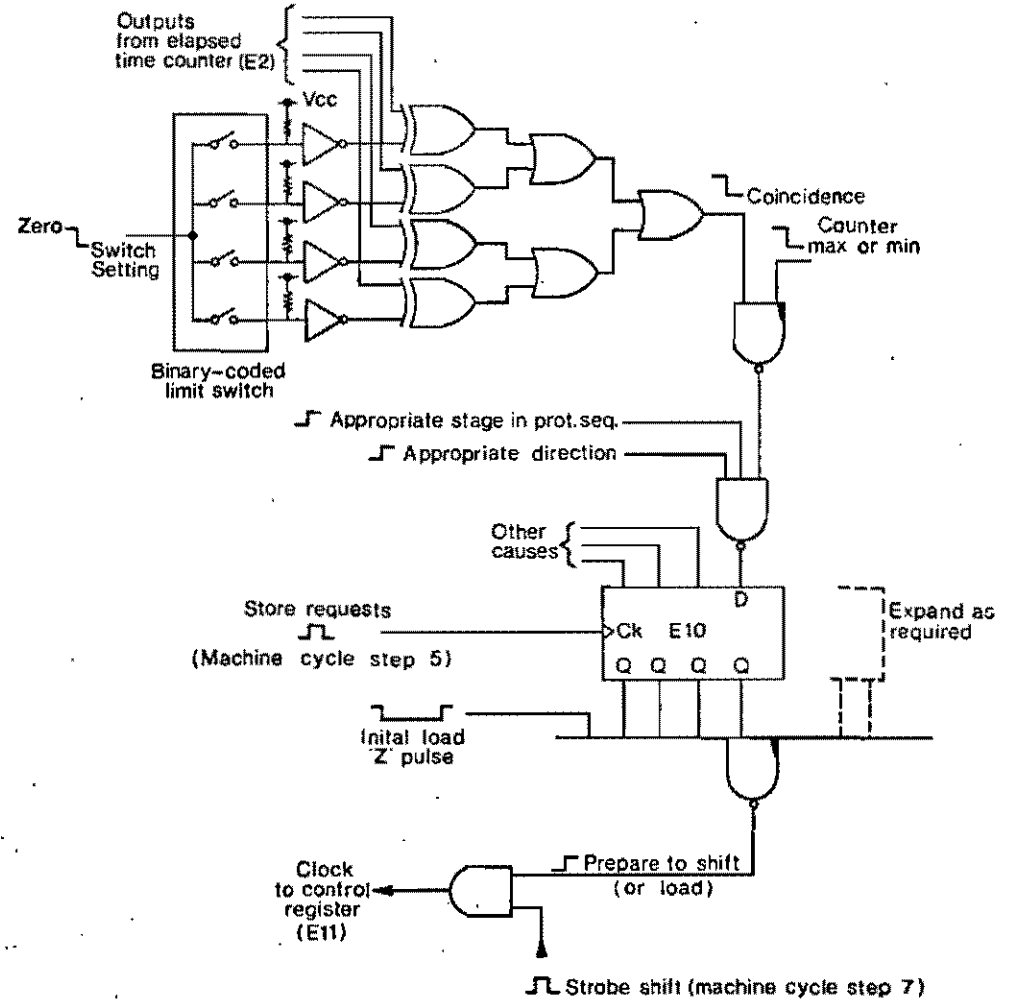 Outputs
from elapsed
time counter (E2)
Vcc
Zero
Switch
Setting
Binary-coded
limit switch
Coincidence
Counter
max or min
Appropriate stage in prot. seq.
Appropriate direction
Other
causes
D
Store requests
Ck E10
(Machine cycle step 5)
Q Q Q Q
Expand as
required
Inital load
'Z' pulse
Prepare to shift
(or load)
Clock
to control
register
(E11)
Strobe shift (machine cycle step 7)